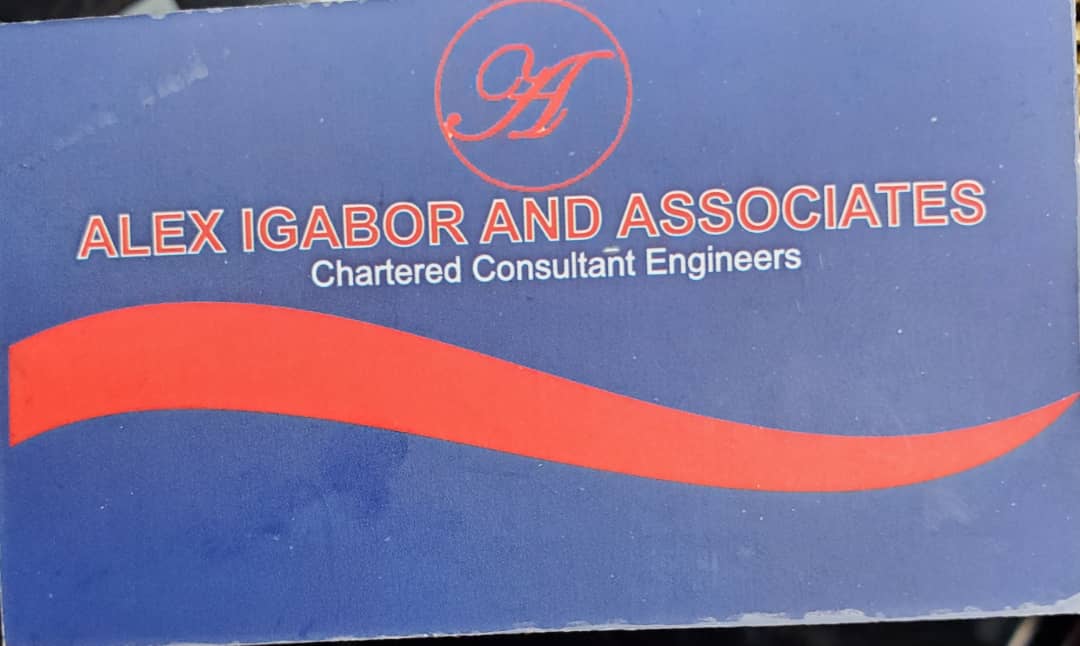 A
ALEX IGABOR AND ASSOCIATES
Chartered Consultant Engineers